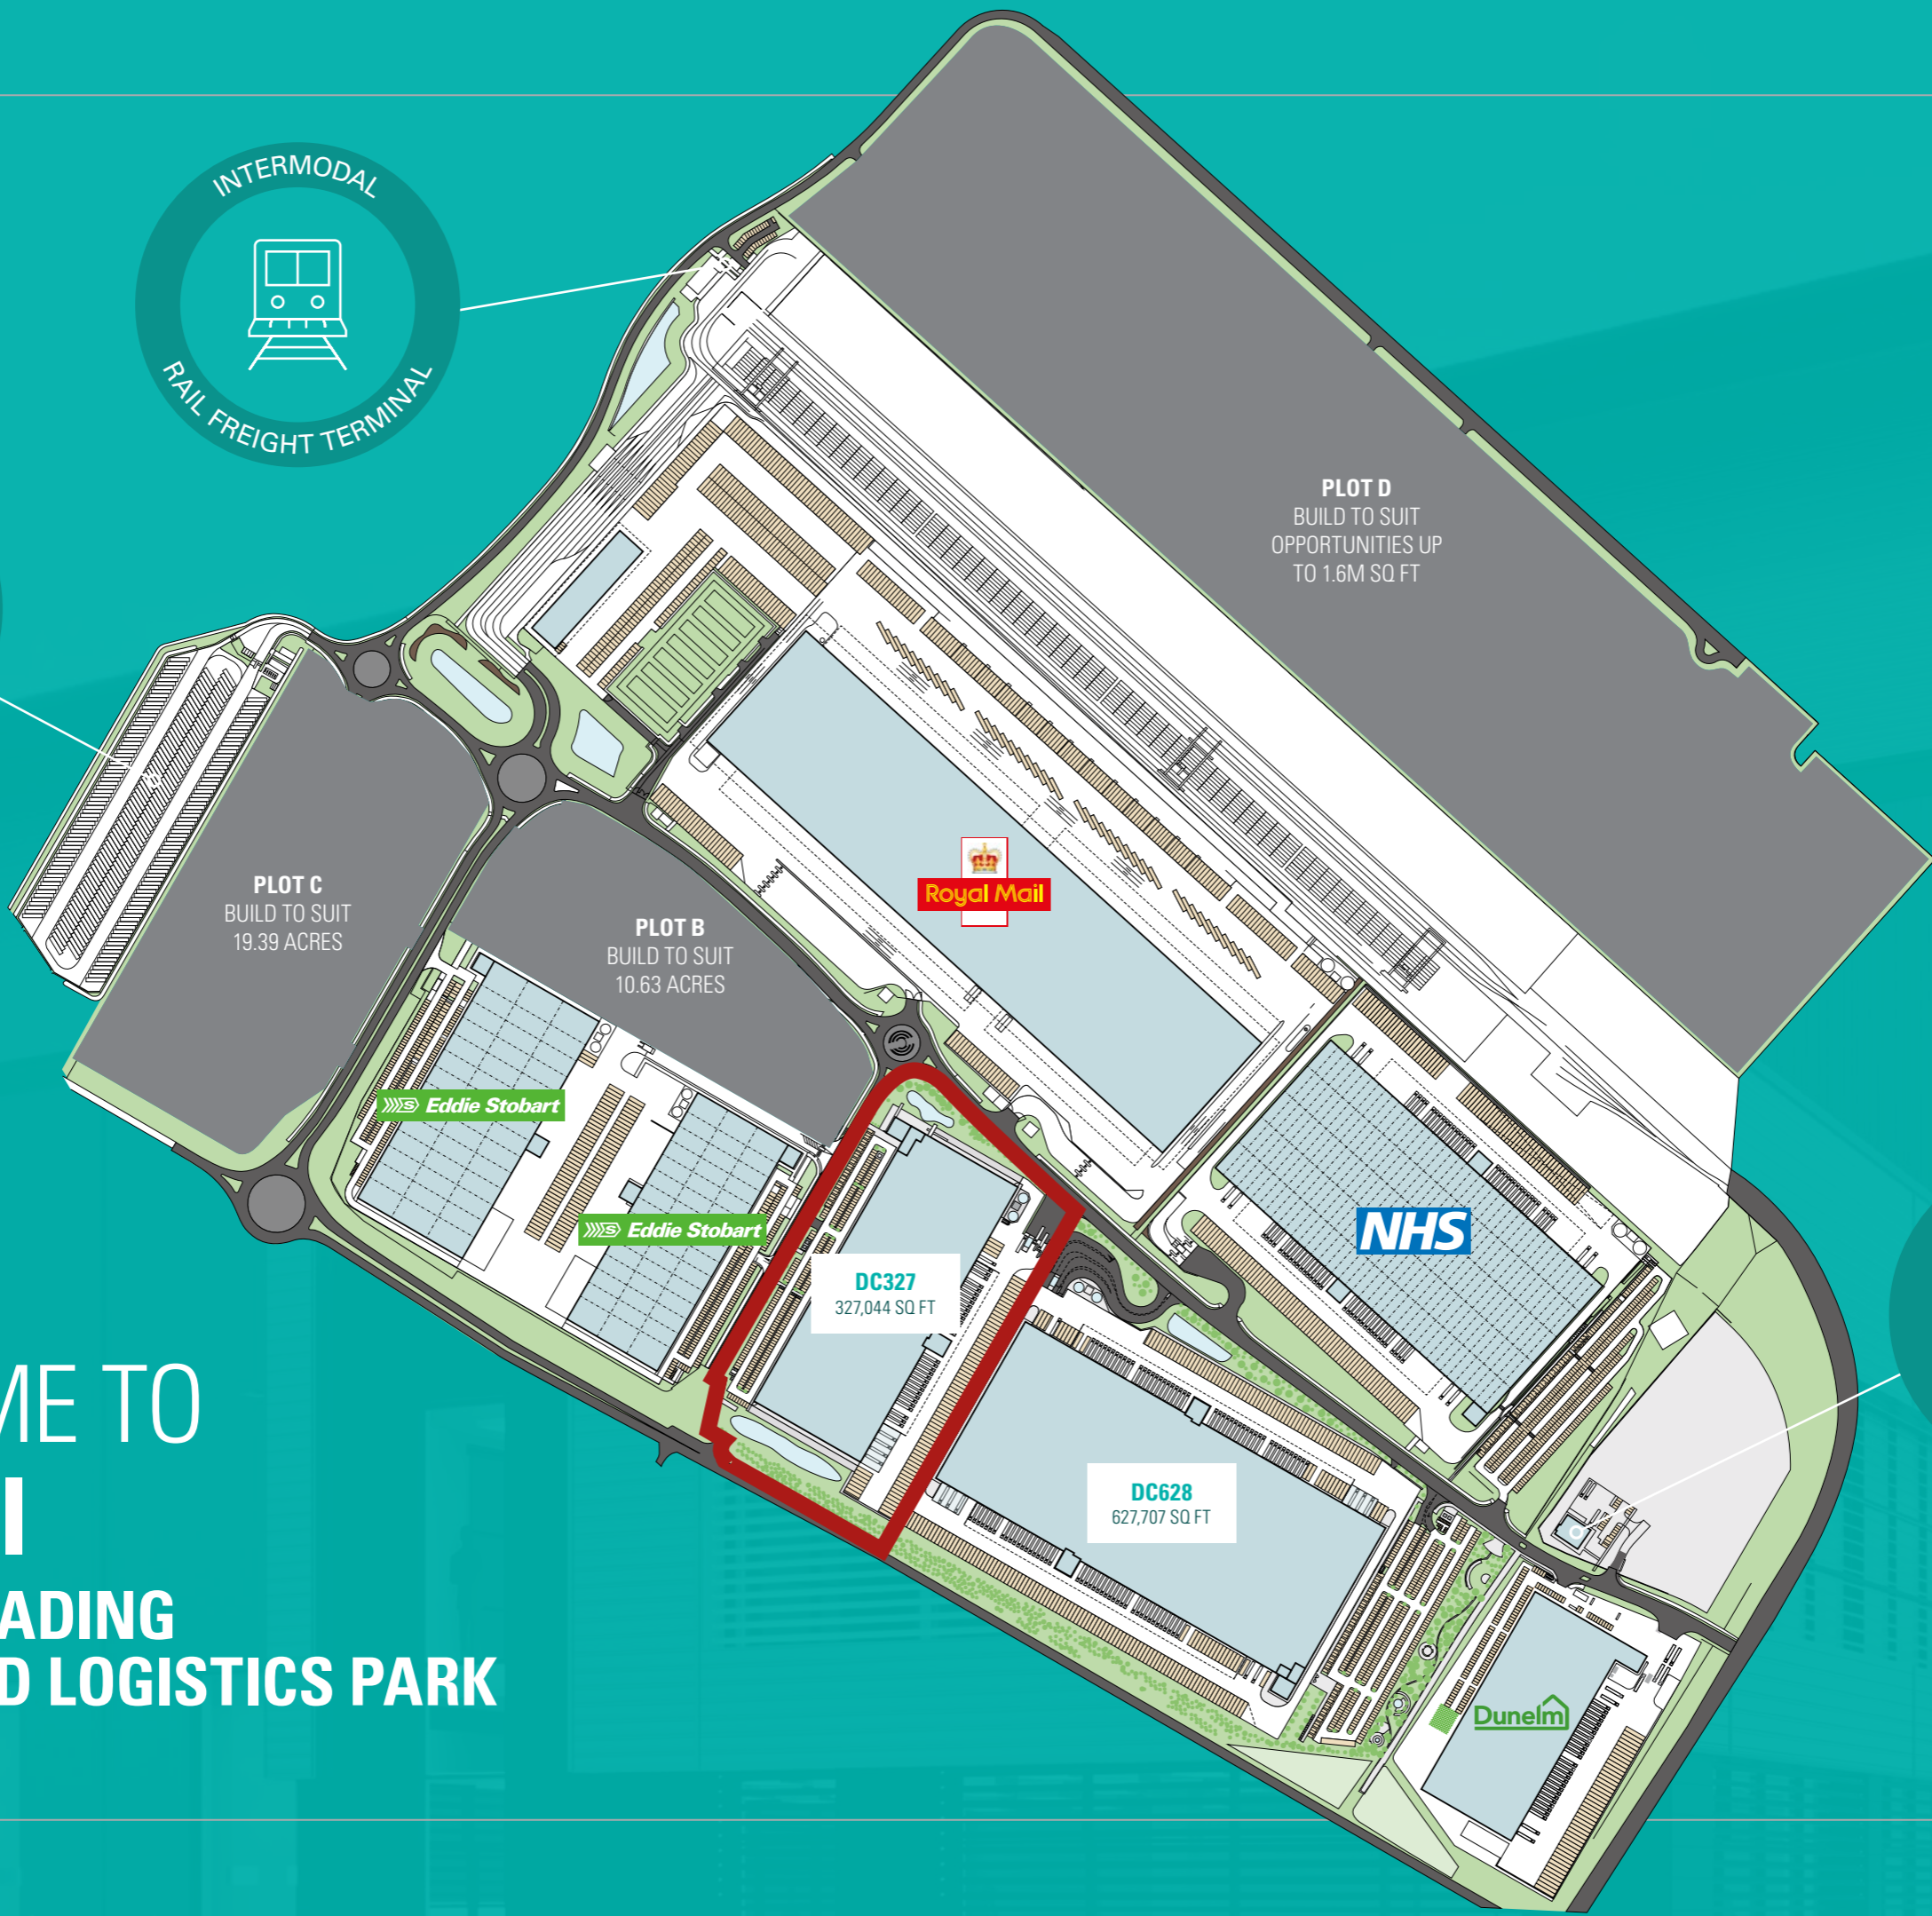 INTERMODAL
RAIL FREIGHT TERMINAL
PLOT D
BUILD TO SUIT
OPPORTUNITIES UP
TO 1.6M SQ FT
PLOT C
BUILD TO SUIT
19.39 ACRES
PLOT B
BUILD TO SUIT
10.63 ACRES
Royal Mail
Eddie Stobart
Eddie Stobart
NHS
DC327
327,044 SQ FT
DC628
627,707 SQ FT
Dunelm
ME TO
I
ADING
D LOGISTICS PARK